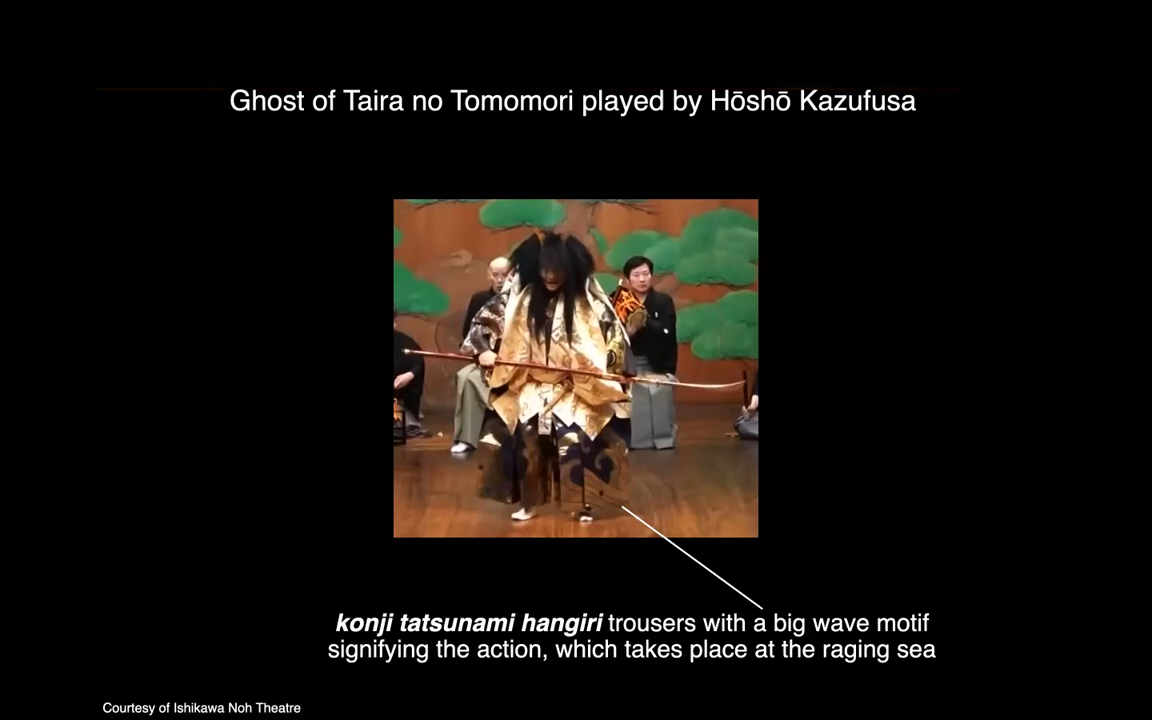 Ghost of Taira no Tomomori played by Hōshō Kazufusa
konji tatsunami hangiri trousers with a big wave motif
signifying the action, which takes place at the raging sea
Courtesy of Ishikawa Noh Theatre